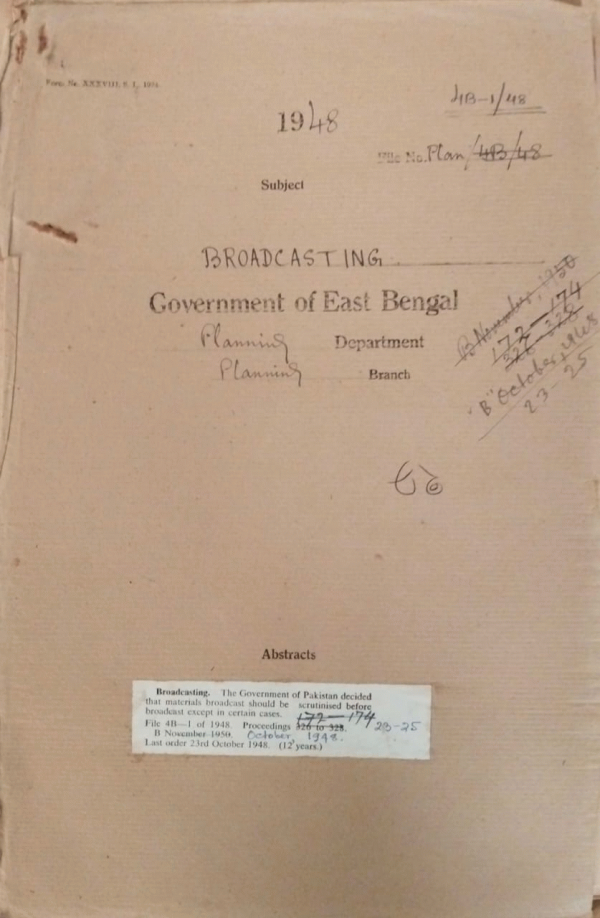 Form No. XXXVIII, S. I., 
4B-1/48
1948
File No. Plan/4B/48
Subject
BROADCASTING
Government of East Bengal
Planning Department
Planning Branch
B November, 1950
172-174
326-328
"B" October, 1948
23-25
Abstracts
Broadcasting. The Government of Pakistan decided
that materials broadcast should be scrutinised before
broadcast except in certain cases. 172-174
File 4B—1 of 1948. Proceedings 326 to 328. 23-25
B November 1950. October, 1948.
Last order 23rd October 1948. (12 years.)